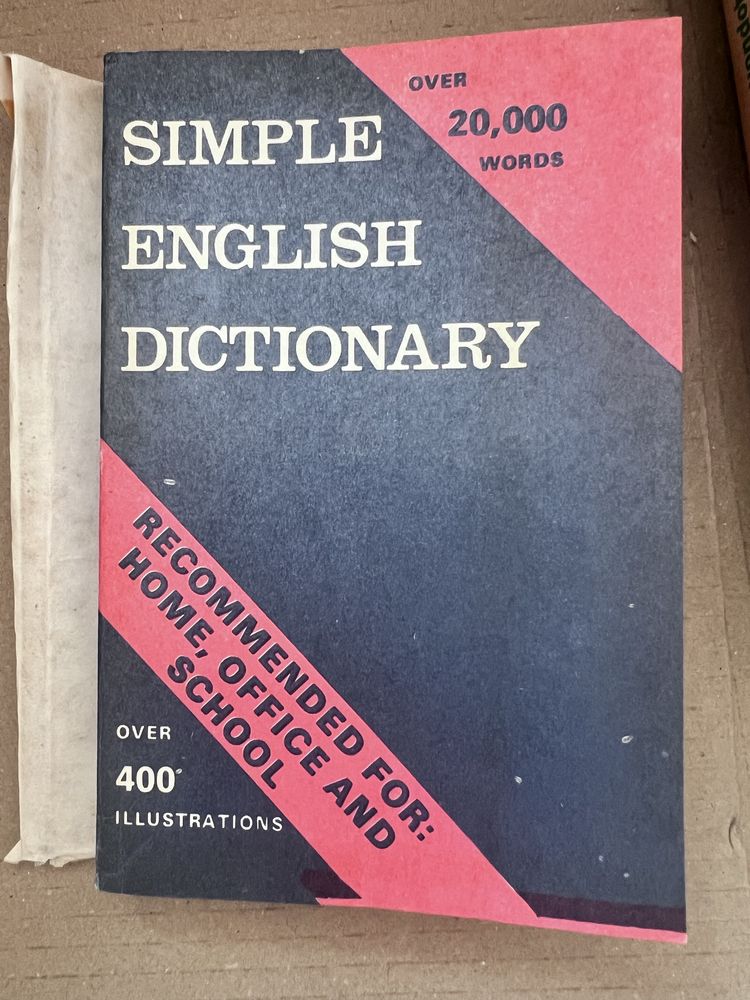 OVER
20,000
WORDS
SIMPLE
ENGLISH
DICTIONARY
RECOMMENDED FOR:
HOME, OFFICE AND
SCHOOL
OVER
400
ILLUSTRATIONS